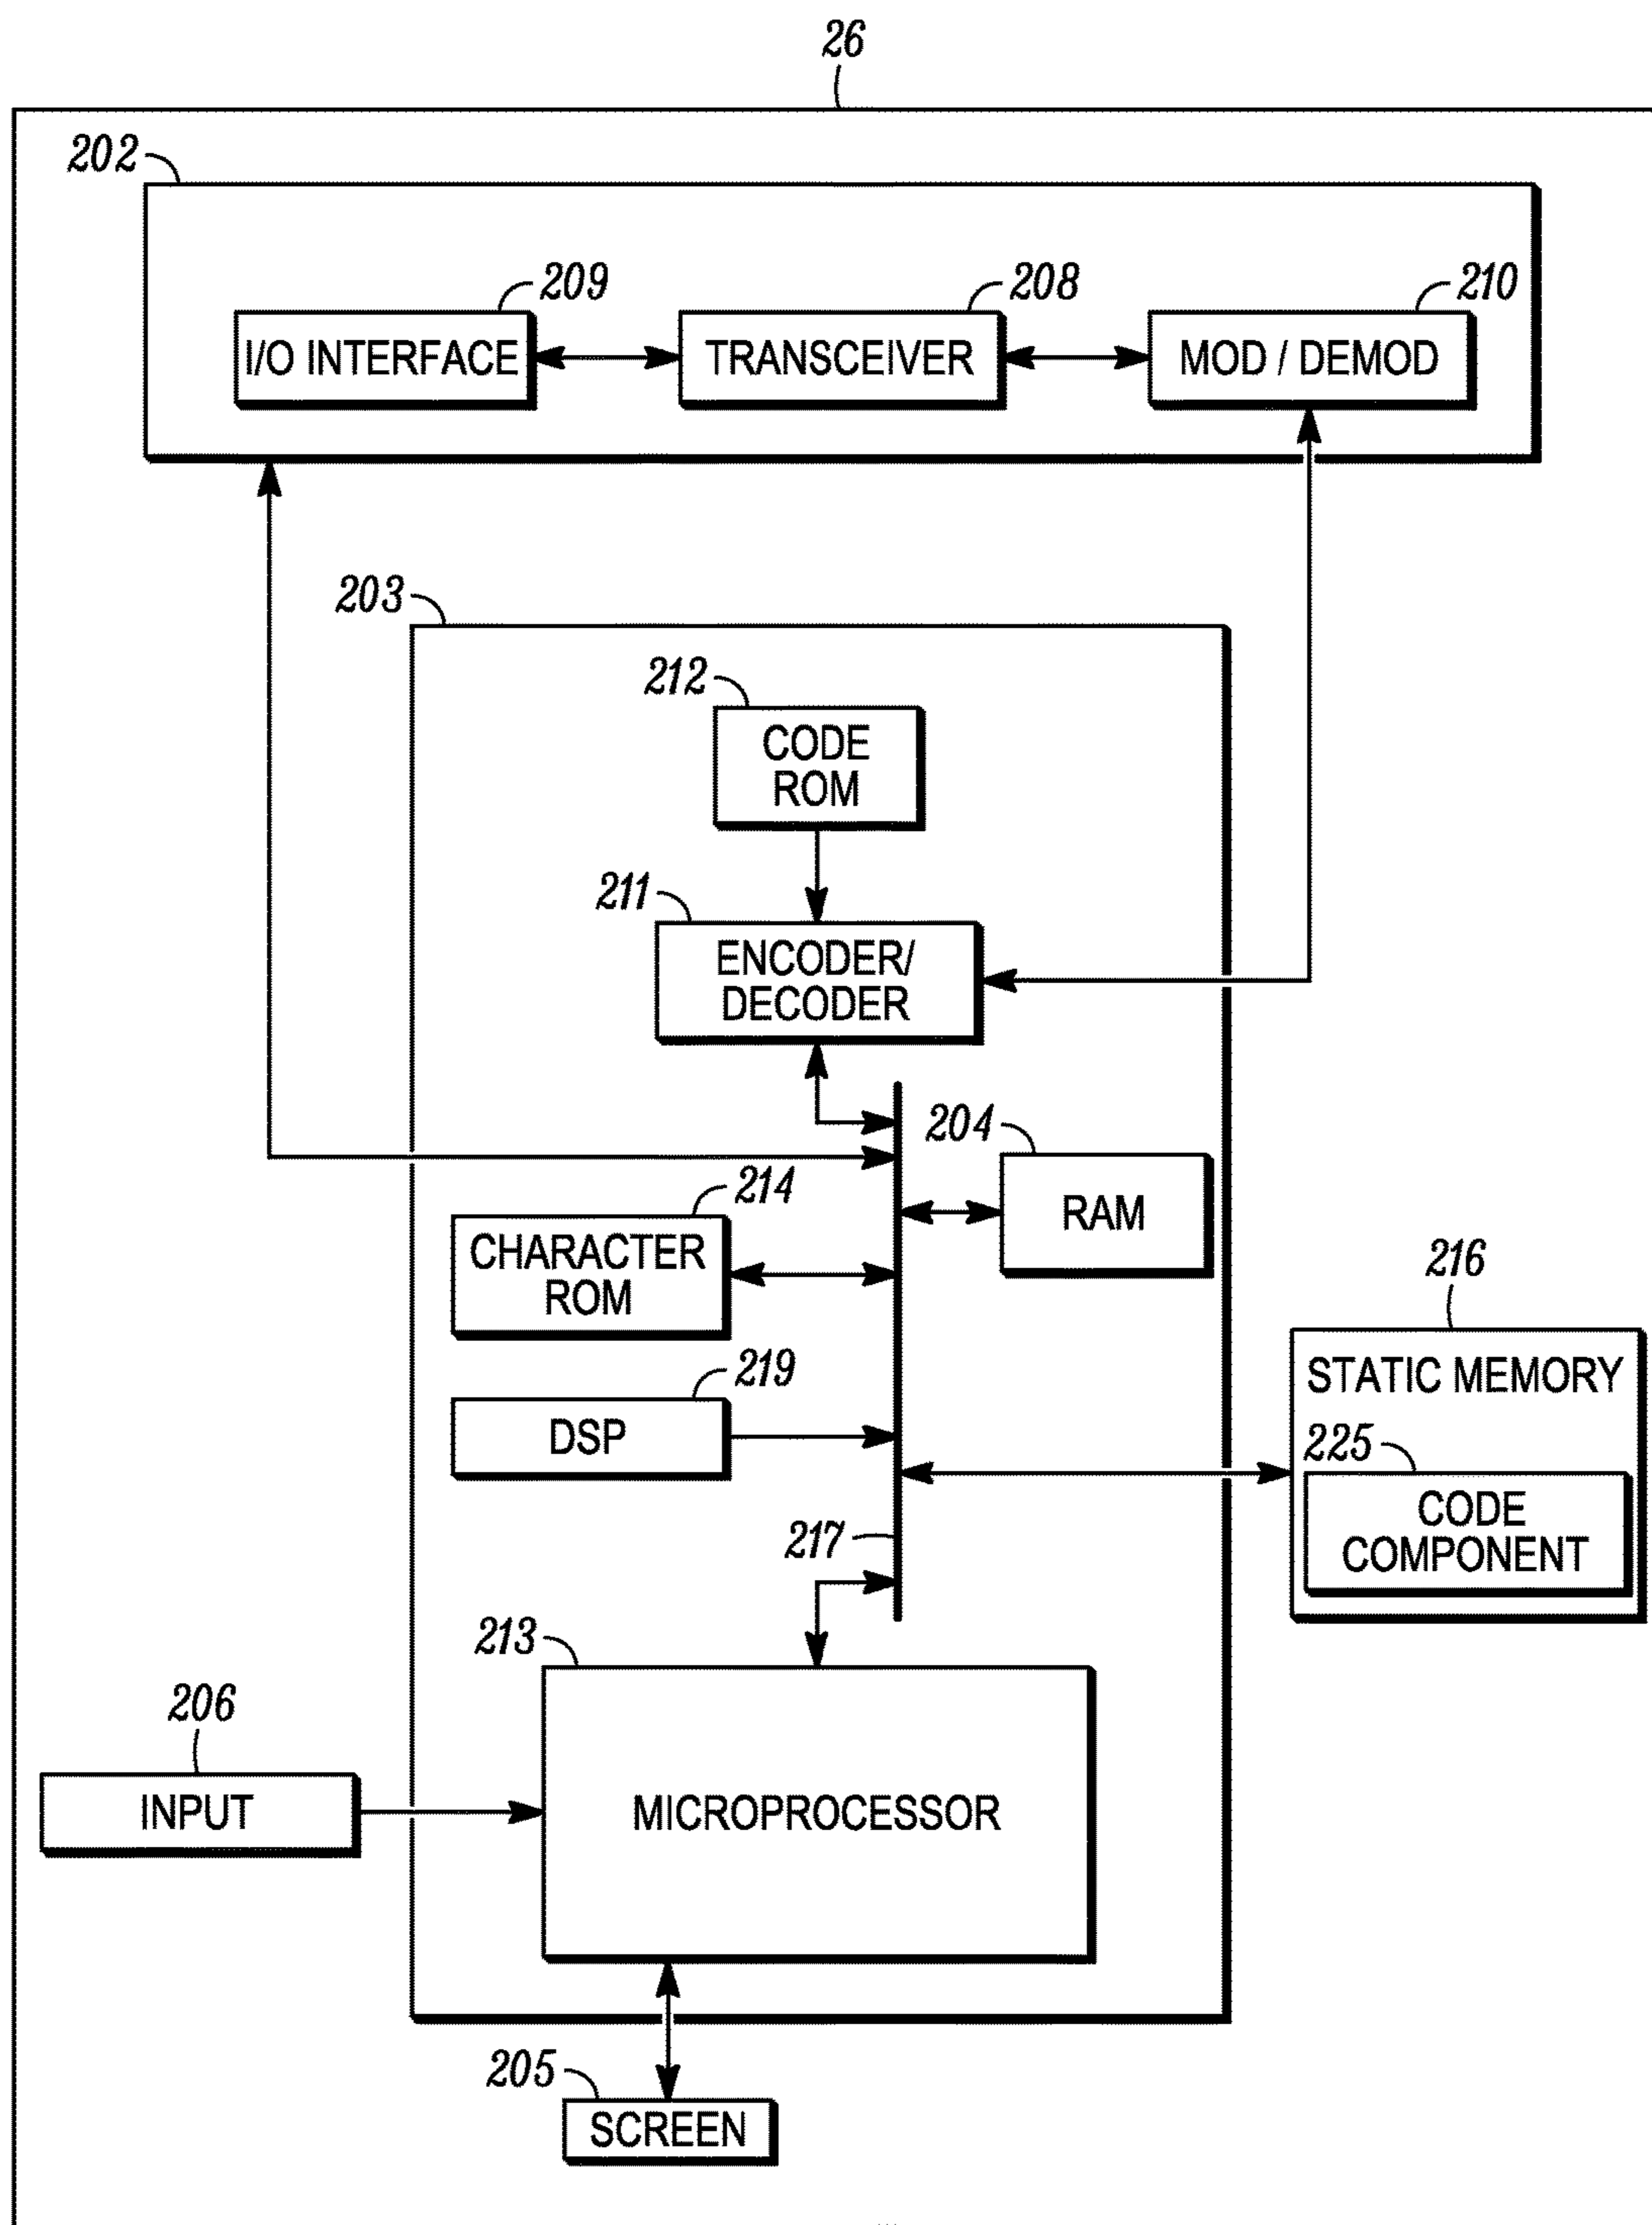 26
202
209
208
210
I/O INTERFACE
TRANSCEIVER
MOD / DEMOD
203
212
CODE
ROM
211
ENCODER/
DECODER
204
RAM
214
CHARACTER
ROM
216
STATIC MEMORY
219
DSP
225
CODE
COMPONENT
217
213
MICROPROCESSOR
206
INPUT
205
SCREEN